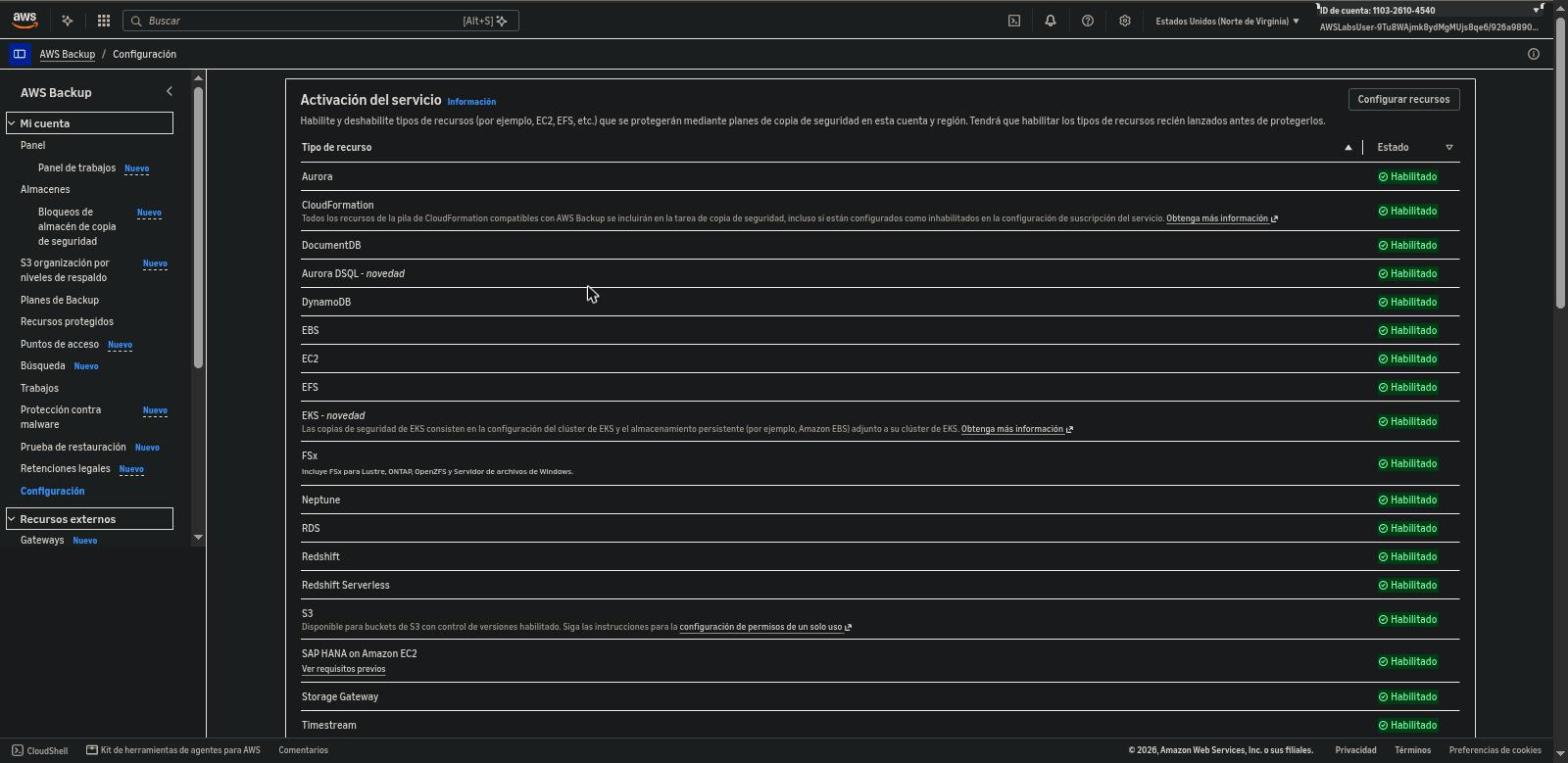 aws
Buscar
[Alt+S]
Estados Unidos (Norte de Virginia)
ID de cuenta: 1103-2610-4540
AWSLabsUser-9Tu8WAjmk8ydMgMUjs8qe6/926a9890...
AWS Backup / Configuración
AWS Backup
Mi cuenta
Panel
Panel de trabajos Nuevo
Almacenes
Bloqueos de Nuevo
almacén de copia
de seguridad
S3 organización por Nuevo
niveles de respaldo
Planes de Backup
Recursos protegidos
Puntos de acceso Nuevo
Búsqueda Nuevo
Trabajos
Protección contra Nuevo
malware
Prueba de restauración Nuevo
Retenciones legales Nuevo
Configuración
Recursos externos
Gateways Nuevo
Activación del servicio Información
Configurar recursos
Habilite y deshabilite tipos de recursos (por ejemplo, EC2, EFS, etc.) que se protegerán mediante planes de copia de seguridad en esta cuenta y región. Tendrá que habilitar los tipos de recursos recién lanzados antes de protegerlos.
Tipo de recurso Estado
Aurora Habilitado
CloudFormation
Todos los recursos de la pila de CloudFormation compatibles con AWS Backup se incluirán en la tarea de copia de seguridad, incluso si están configurados como inhabilitados en la configuración de suscripción del servicio. Obtenga más información
Habilitado
DocumentDB Habilitado
Aurora DSQL - novedad Habilitado
DynamoDB Habilitado
EBS Habilitado
EC2 Habilitado
EFS Habilitado
EKS - novedad
Las copias de seguridad de EKS consisten en la configuración del clúster de EKS y el almacenamiento persistente (por ejemplo, Amazon EBS) adjunto a su clúster de EKS. Obtenga más información
Habilitado
FSx
Incluye FSx para Lustre, ONTAP, OpenZFS y Servidor de archivos de Windows.
Habilitado
Neptune Habilitado
RDS Habilitado
Redshift Habilitado
Redshift Serverless Habilitado
S3
Disponible para buckets de S3 con control de versiones habilitado. Siga las instrucciones para la configuración de permisos de un solo uso
Habilitado
SAP HANA on Amazon EC2
Ver requisitos previos
Habilitado
Storage Gateway Habilitado
Timestream Habilitado
CloudShell
Kit de herramientas de agentes para AWS
Comentarios
© 2026, Amazon Web Services, Inc. o sus filiales.
Privacidad
Términos
Preferencias de cookies